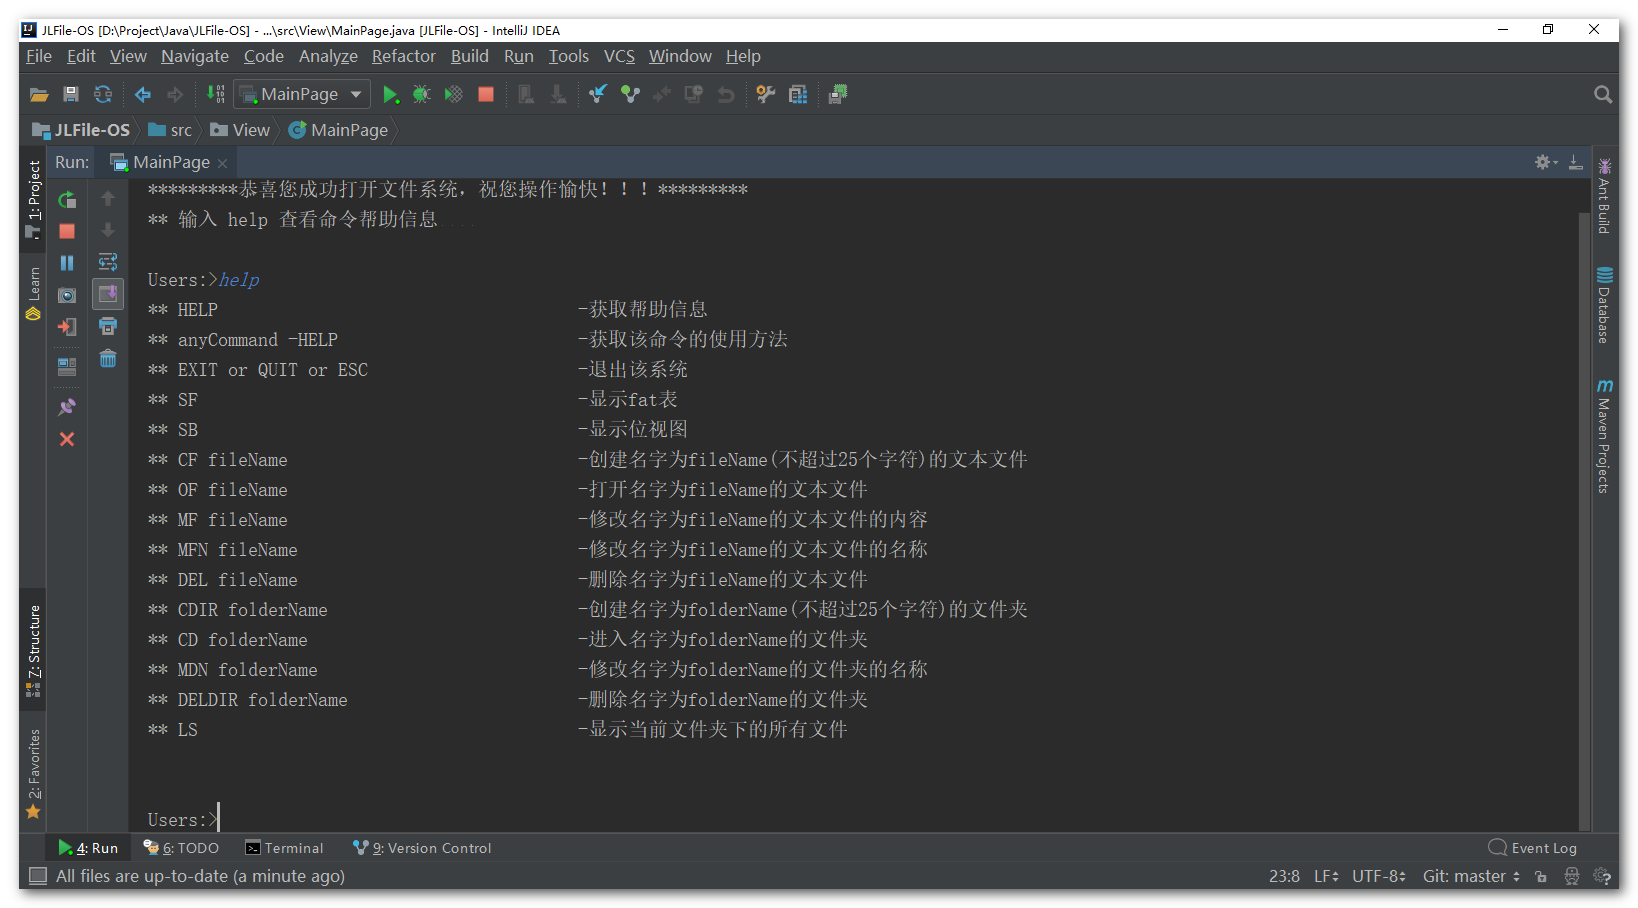 JLFile-OS [D:\Project\Java\JLFile-OS] - ...\src\View\MainPage.java [JLFile-OS] - IntelliJ IDEA
File Edit View Navigate Code Analyze Refactor Build Run Tools VCS Window Help
MainPage
JLFile-OS src View MainPage
Run: MainPage
1: Project
Learn
7: Structure
2: Favorites
*********恭喜您成功打开文件系统，祝您操作愉快！！！*********
** 输入 help 查看命令帮助信息....
Users:>help
** HELP -获取帮助信息
** anyCommand -HELP -获取该命令的使用方法
** EXIT or QUIT or ESC -退出该系统
** SF -显示fat表
** SB -显示位视图
** CF fileName -创建名字为fileName(不超过25个字符)的文本文件
** OF fileName -打开名字为fileName的文本文件
** MF fileName -修改名字为fileName的文本文件的内容
** MFN fileName -修改名字为fileName的文本文件的名称
** DEL fileName -删除名字为fileName的文本文件
** CDIR folderName -创建名字为folderName(不超过25个字符)的文件夹
** CD folderName -进入名字为folderName的文件夹
** MDN folderName -修改名字为folderName的文件夹的名称
** DELDIR folderName -删除名字为folderName的文件夹
** LS -显示当前文件夹下的所有文件
Users:>
Ant Build
Database
Maven Projects
4: Run 6: TODO Terminal 9: Version Control Event Log
All files are up-to-date (a minute ago) 23:8 LF UTF-8 Git: master